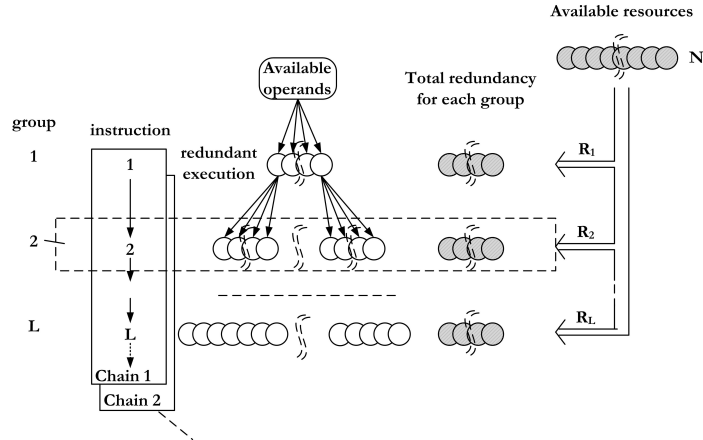 Available resources
N
Available
operands
Total redundancy
for each group
group
instruction
redundant
execution
1
1
R1
2
2
R2
L
L
RL
Chain 1
Chain 2